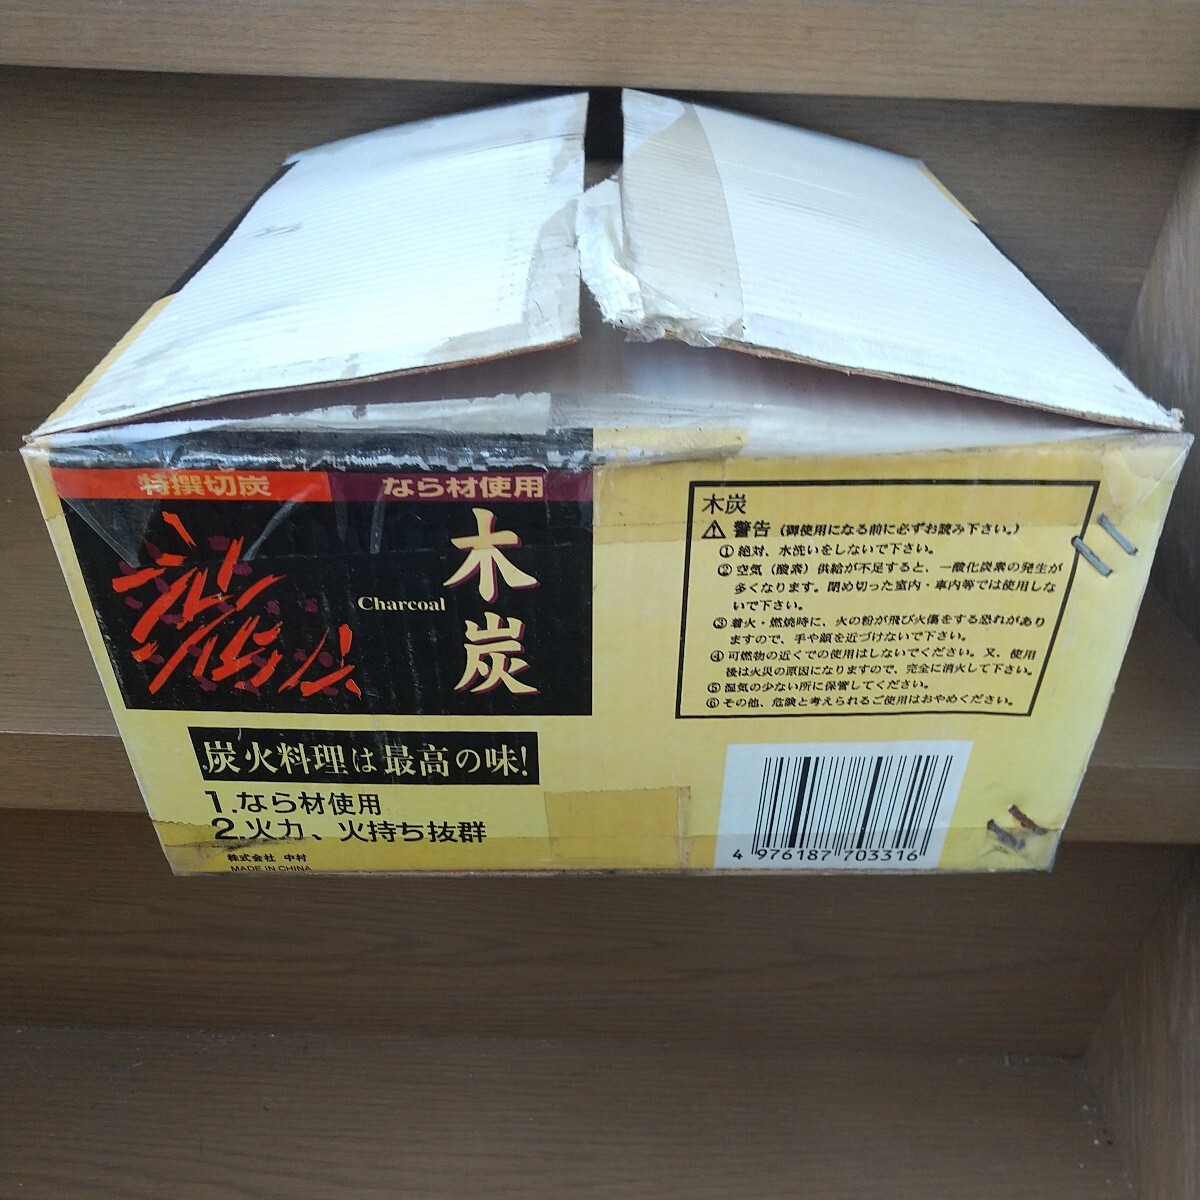 特撰切炭
なら材使用
木炭
Charcoal
炭火料理は最高の味!
1.なら材使用
2.火力、火持ち抜群
株式会社 中村
MADE IN CHINA
木炭
⚠ 警告 (御使用になる前に必ずお読み下さい。)
①絶対、水洗いをしないで下さい。
②空気(酸素)供給が不足すると、一酸化炭素の発生が
多くなります。閉め切った室内・車内等では使用しな
いで下さい。
③着火・燃焼時に、火の粉が飛び火傷をする恐れがあり
ますので、手や顔を近づけないで下さい。
④可燃物の近くでの使用はしないでください。又、使用
後は火災の原因になりますので、完全に消火して下さい。
⑤湿気の少ない所に保管してください。
⑥その他、危険と考えられるご使用はおやめください。
4 976187 703316